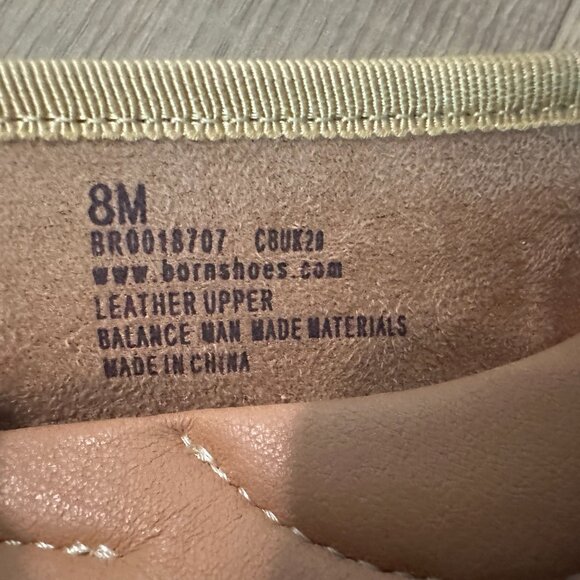 8M
BR0018707 CBUK20
www.bornshoes.com
LEATHER UPPER
BALANCE MAN MADE MATERIALS
MADE IN CHINA